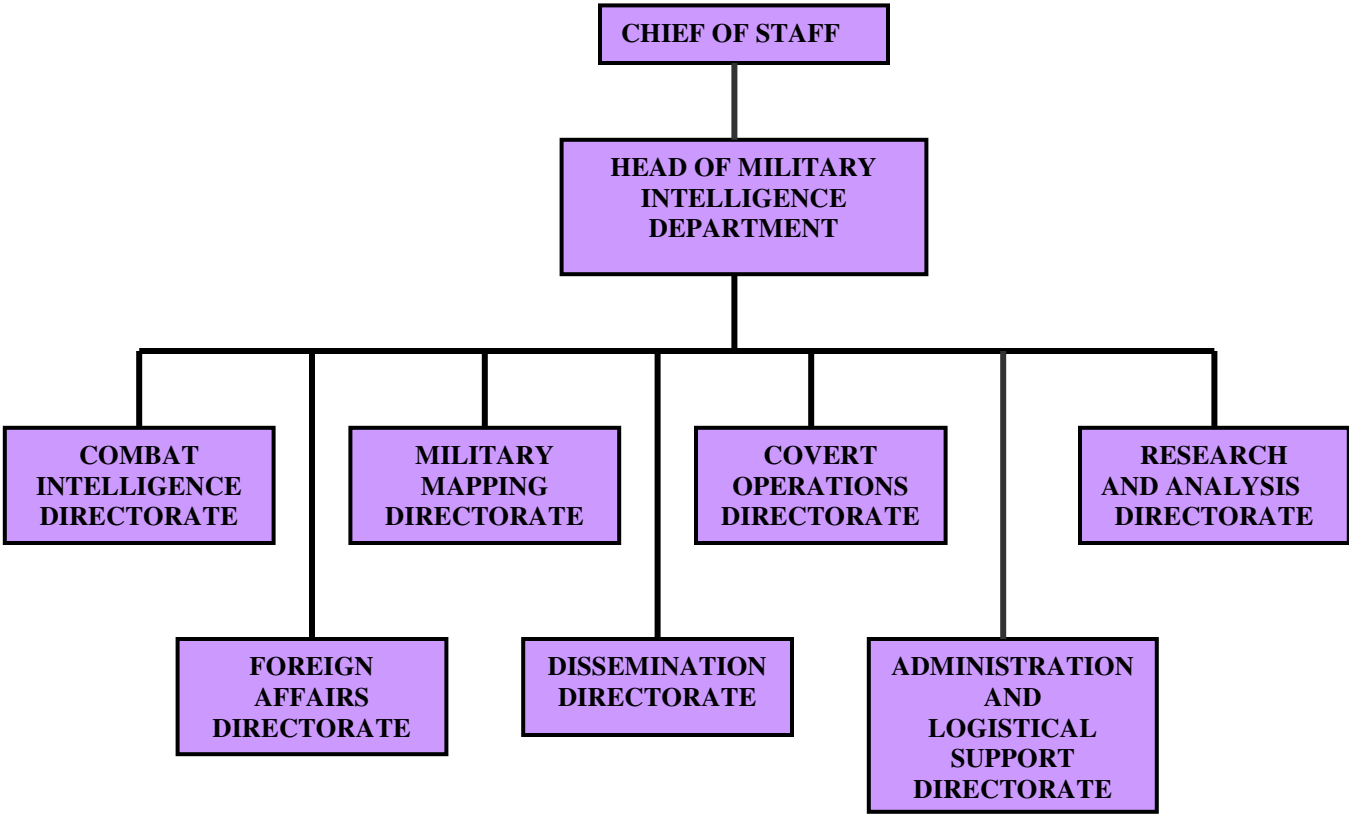 CHIEF OF STAFF
HEAD OF MILITARY
INTELLIGENCE
DEPARTMENT
COMBAT
INTELLIGENCE
DIRECTORATE
MILITARY
MAPPING
DIRECTORATE
COVERT
OPERATIONS
DIRECTORATE
RESEARCH
AND ANALYSIS
DIRECTORATE
FOREIGN
AFFAIRS
DIRECTORATE
DISSEMINATION
DIRECTORATE
ADMINISTRATION
AND
LOGISTICAL
SUPPORT
DIRECTORATE